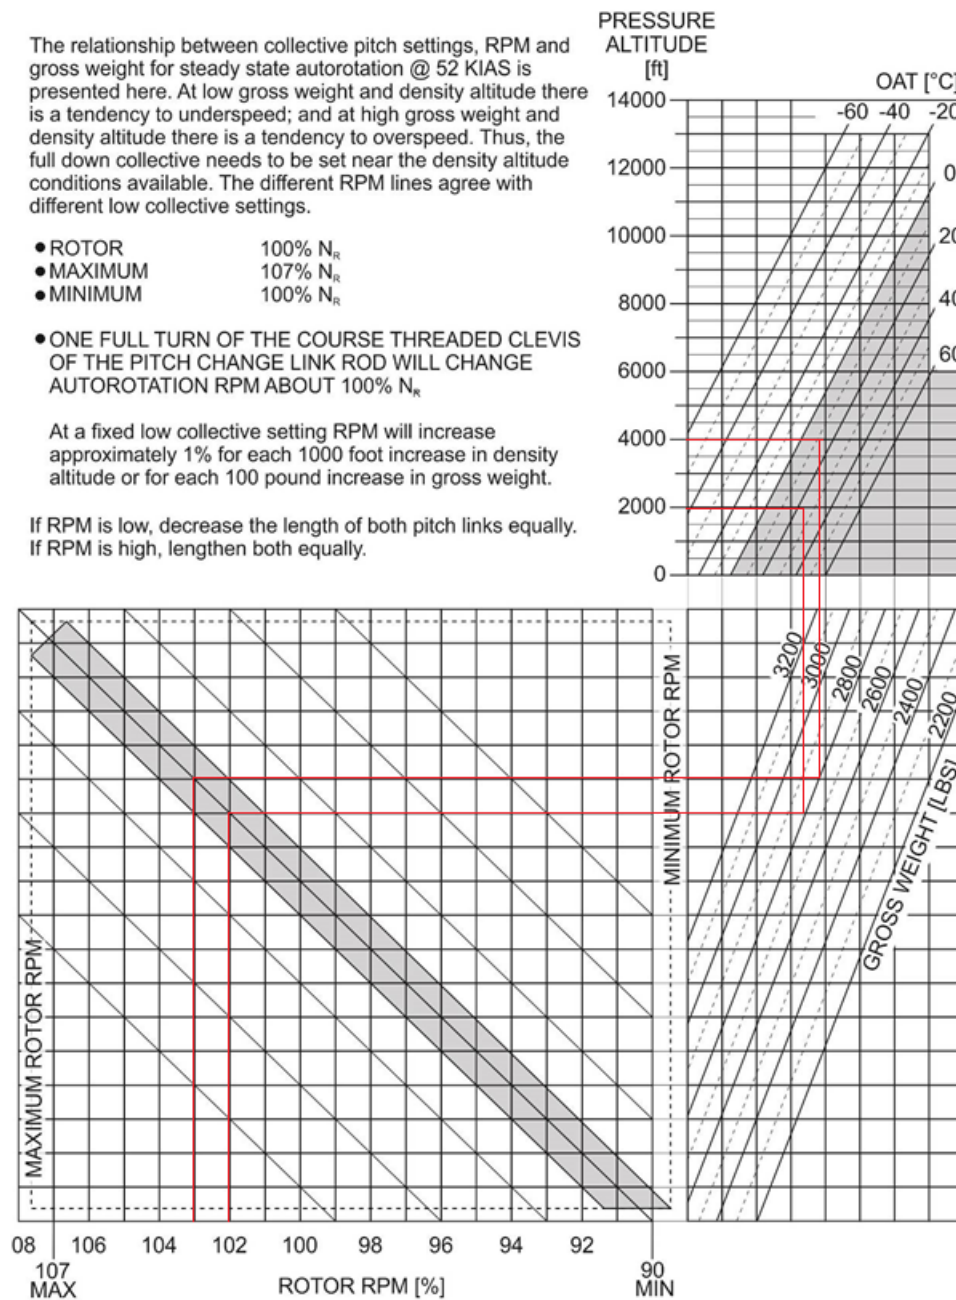 The relationship between collective pitch settings, RPM and
gross weight for steady state autorotation @ 52 KIAS is
presented here. At low gross weight and density altitude there
is a tendency to underspeed; and at high gross weight and
density altitude there is a tendency to overspeed. Thus, the
full down collective needs to be set near the density altitude
conditions available. The different RPM lines agree with
different low collective settings.
● ROTOR 100% NR
● MAXIMUM 107% NR
● MINIMUM 100% NR
● ONE FULL TURN OF THE COURSE THREADED CLEVIS
OF THE PITCH CHANGE LINK ROD WILL CHANGE
AUTOROTATION RPM ABOUT 100% NR
At a fixed low collective setting RPM will increase
approximately 1% for each 1000 foot increase in density
altitude or for each 100 pound increase in gross weight.
If RPM is low, decrease the length of both pitch links equally.
If RPM is high, lengthen both equally.
PRESSURE
ALTITUDE
[ft]
OAT [°C]
14000
12000
10000
8000
6000
4000
2000
0
-60
-40
-20
0
20
40
60
3200
3000
2800
2600
2400
2200
GROSS WEIGHT [LBS]
MINIMUM ROTOR RPM
MAXIMUM ROTOR RPM
08 106 104 102 100 98 96 94 92
107
MAX
90
MIN
ROTOR RPM [%]